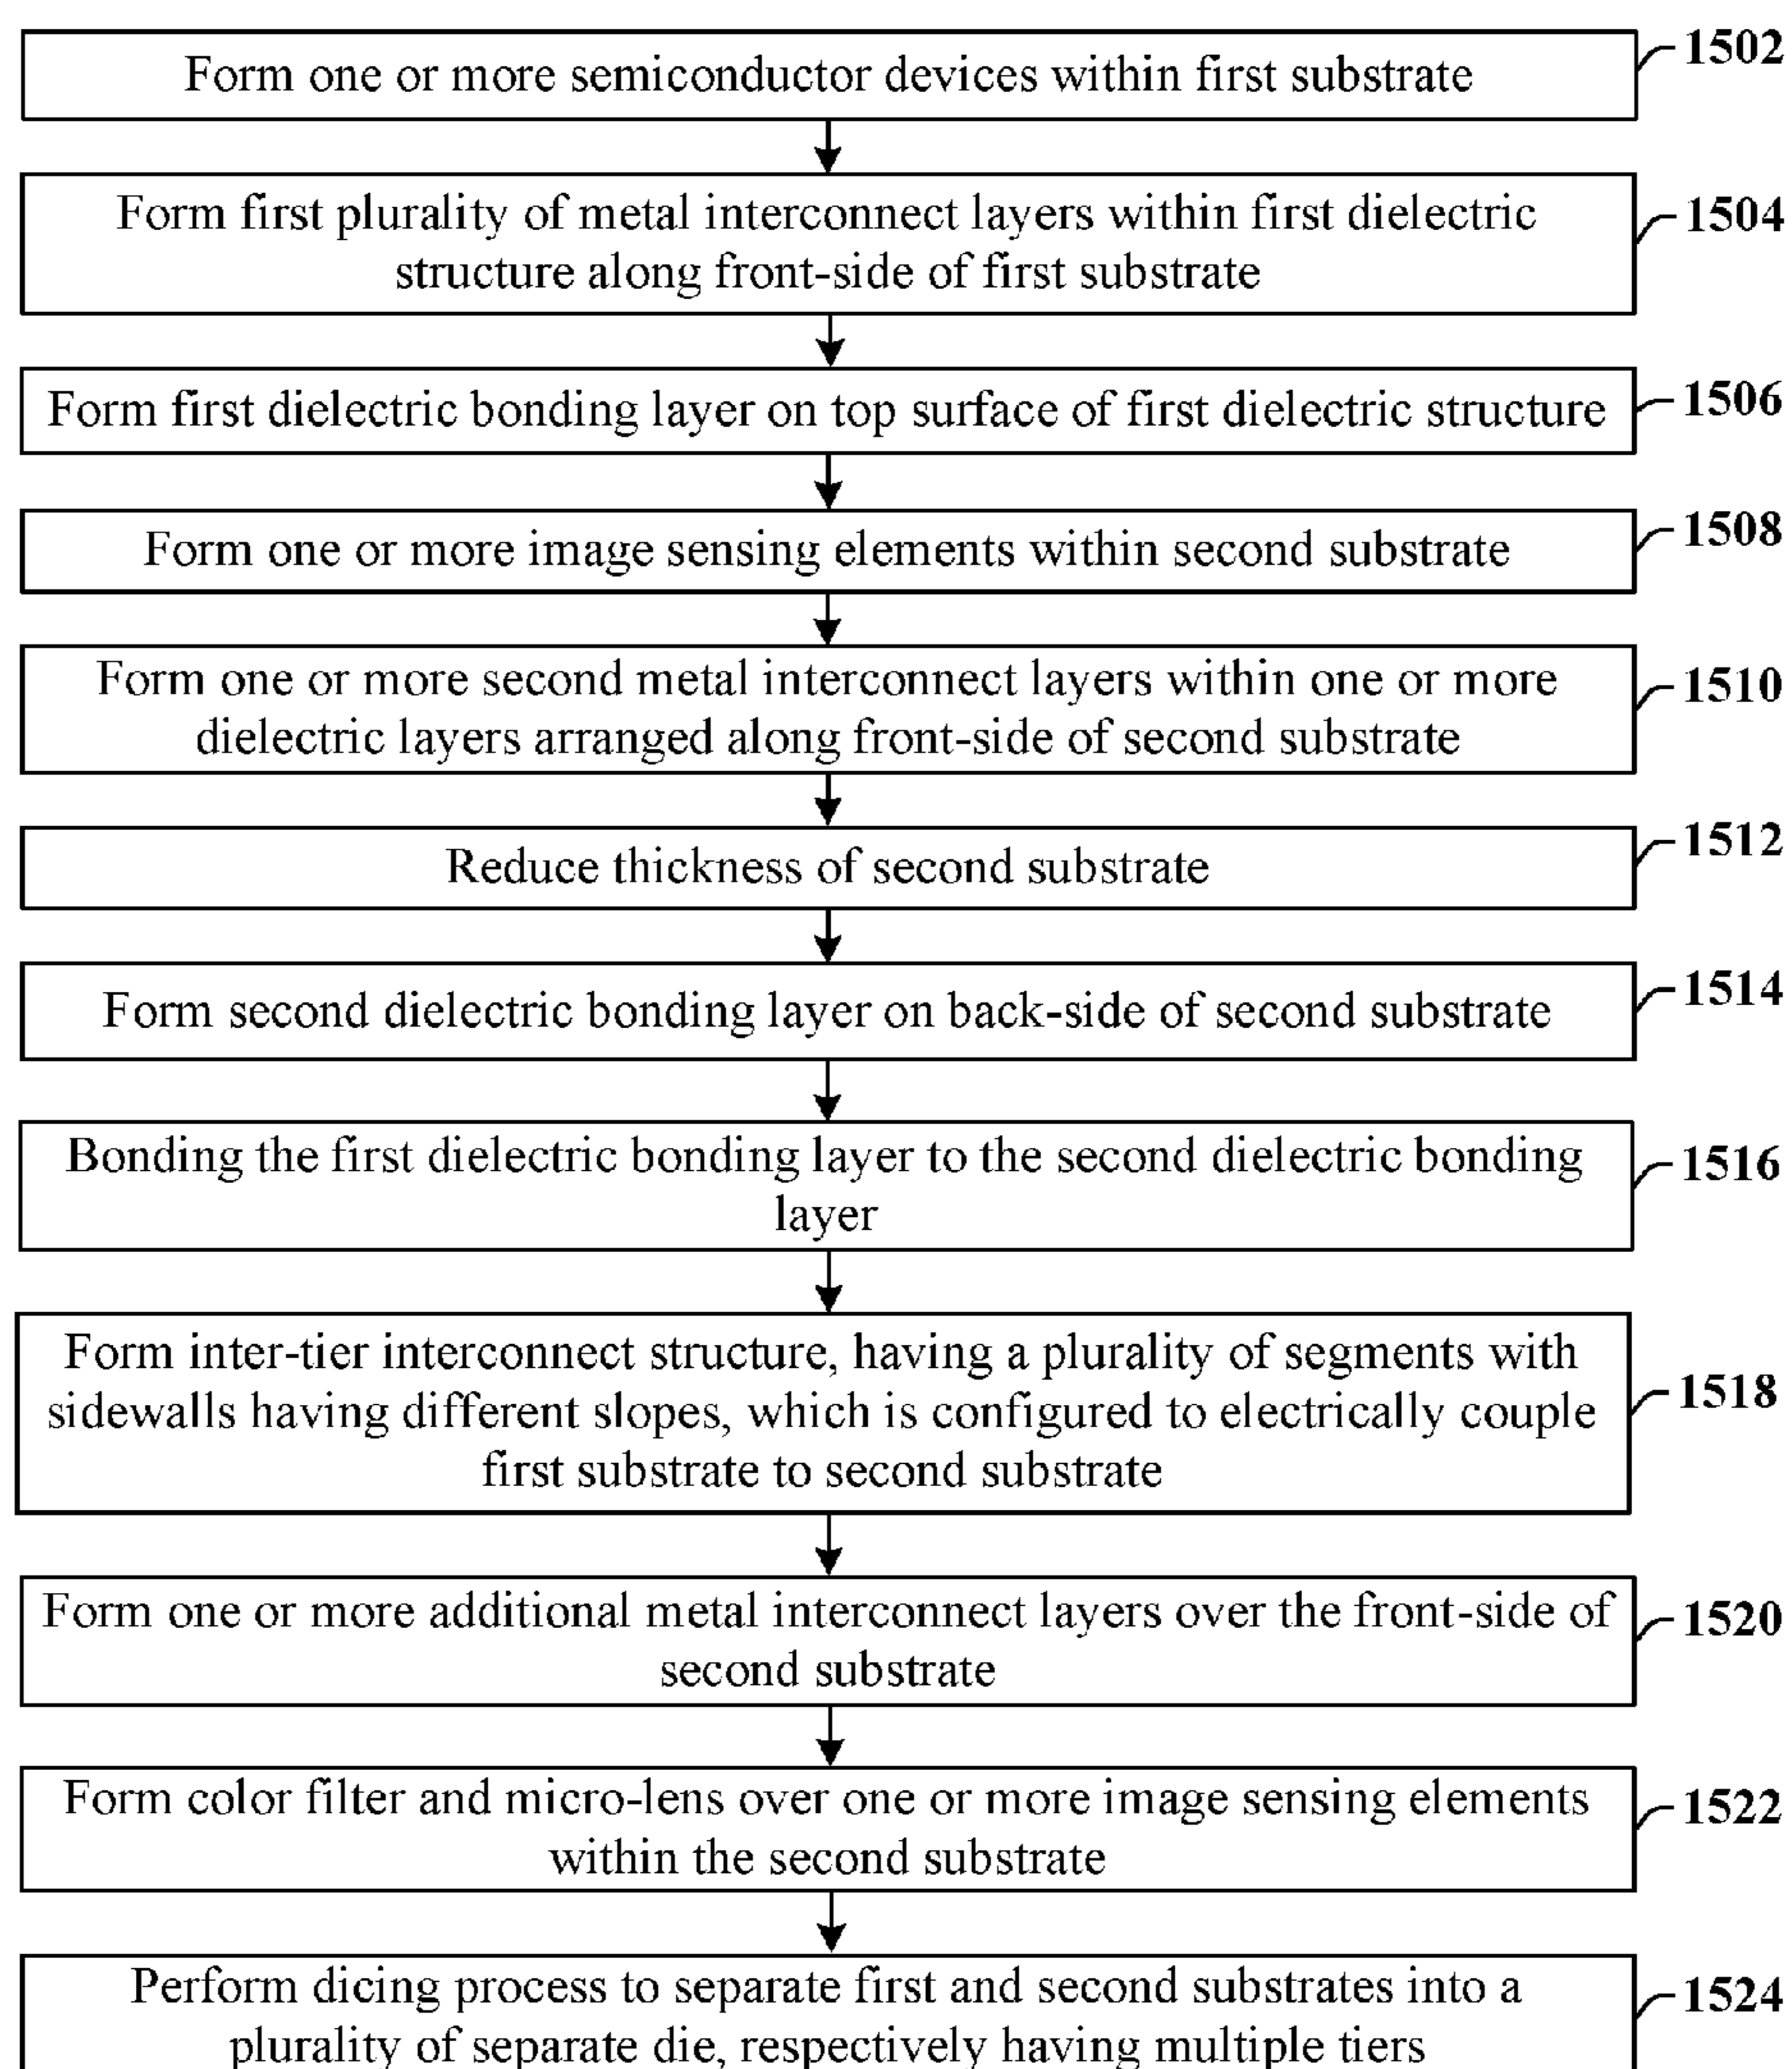 Form one or more semiconductor devices within first substrate
1502
Form first plurality of metal interconnect layers within first dielectric
structure along front-side of first substrate
1504
Form first dielectric bonding layer on top surface of first dielectric structure
1506
Form one or more image sensing elements within second substrate
1508
Form one or more second metal interconnect layers within one or more
dielectric layers arranged along front-side of second substrate
1510
Reduce thickness of second substrate
1512
Form second dielectric bonding layer on back-side of second substrate
1514
Bonding the first dielectric bonding layer to the second dielectric bonding
layer
1516
Form inter-tier interconnect structure, having a plurality of segments with
sidewalls having different slopes, which is configured to electrically couple
first substrate to second substrate
1518
Form one or more additional metal interconnect layers over the front-side of
second substrate
1520
Form color filter and micro-lens over one or more image sensing elements
within the second substrate
1522
Perform dicing process to separate first and second substrates into a
plurality of separate die, respectively having multiple tiers
1524